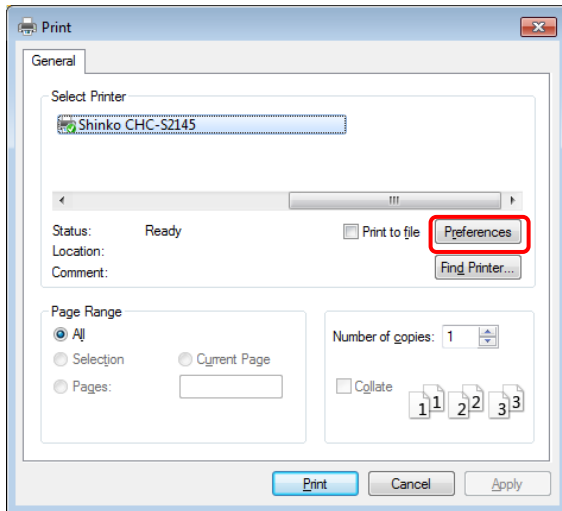 Print
General
Select Printer
Shinko CHC-S2145
Status: Ready
Print to file
Preferences
Location:
Comment:
Find Printer...
Page Range
All
Selection
Current Page
Pages:
Number of copies: 1
Collate
1 1 2 2 3 3
Print
Cancel
Apply